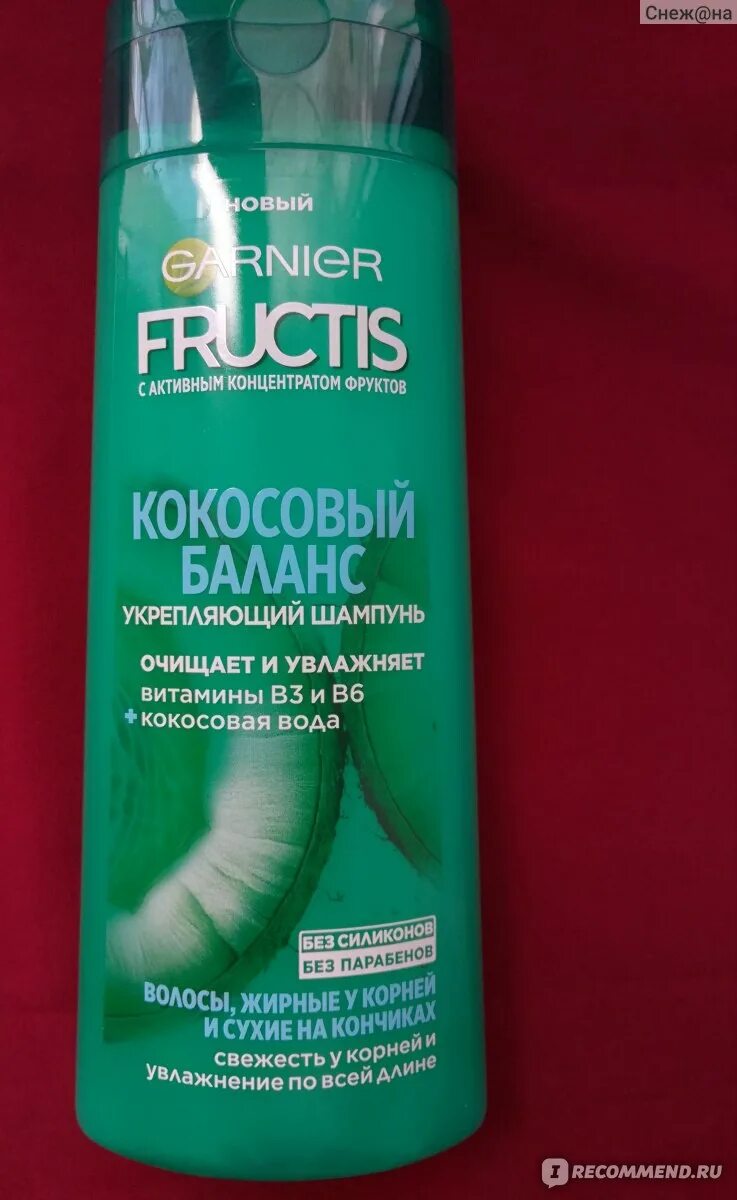 Снеж@на
НОВЫЙ
GARNIER
FRUCTIS
С АКТИВНЫМ КОНЦЕНТРАТОМ ФРУКТОВ
КОКОСОВЫЙ
БАЛАНС
УКРЕПЛЯЮЩИЙ ШАМПУНЬ
ОЧИЩАЕТ И УВЛАЖНЯЕТ
ВИТАМИНЫ B3 И B6
+ КОКОСОВАЯ ВОДА
БЕЗ СИЛИКОНОВ
БЕЗ ПАРАБЕНОВ
ВОЛОСЫ, ЖИРНЫЕ У КОРНЕЙ
И СУХИЕ НА КОНЧИКАХ
СВЕЖЕСТЬ У КОРНЕЙ И
УВЛАЖНЕНИЕ ПО ВСЕЙ ДЛИНЕ
I RECOMMEND.RU